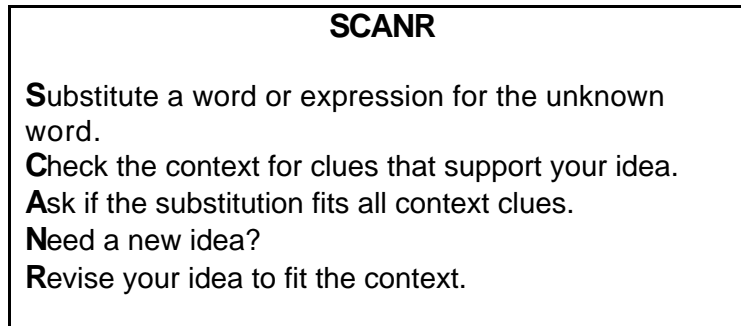 SCANR
Substitute a word or expression for the unknown
word.
Check the context for clues that support your idea.
Ask if the substitution fits all context clues.
Need a new idea?
Revise your idea to fit the context.